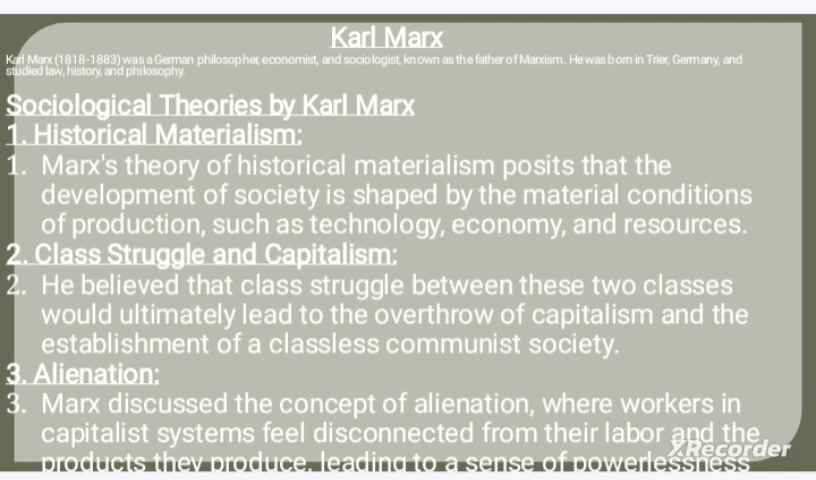 Karl Marx
Karl Marx (1818-1883) was a German philosopher, economist, and sociologist, known as the father of Marxism. He was born in Trier, Germany, and
studied law, history, and philosophy.
Sociological Theories by Karl Marx
1. Historical Materialism:
1. Marx's theory of historical materialism posits that the
development of society is shaped by the material conditions
of production, such as technology, economy, and resources.
2. Class Struggle and Capitalism:
2. He believed that class struggle between these two classes
would ultimately lead to the overthrow of capitalism and the
establishment of a classless communist society.
3. Alienation:
3. Marx discussed the concept of alienation, where workers in
capitalist systems feel disconnected from their labor and the
products they produce, leading to a sense of powerlessness
XRecorder